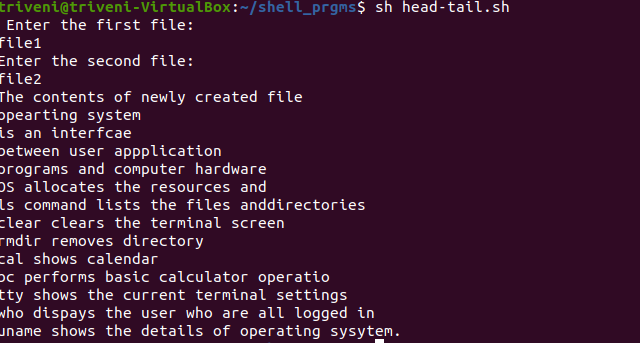 triveni@triveni-VirtualBox:~/shell_prgms$ sh head-tail.sh
Enter the first file:
file1
Enter the second file:
file2
The contents of newly created file
opearting system
is an interfcae
between user appplication
programs and computer hardware
OS allocates the resources and
ls command lists the files anddirectories
clear clears the terminal screen
rmdir removes directory
cal shows calendar
bc performs basic calculator operatio
tty shows the current terminal settings
who dispays the user who are all logged in
uname shows the details of operating sysytem.